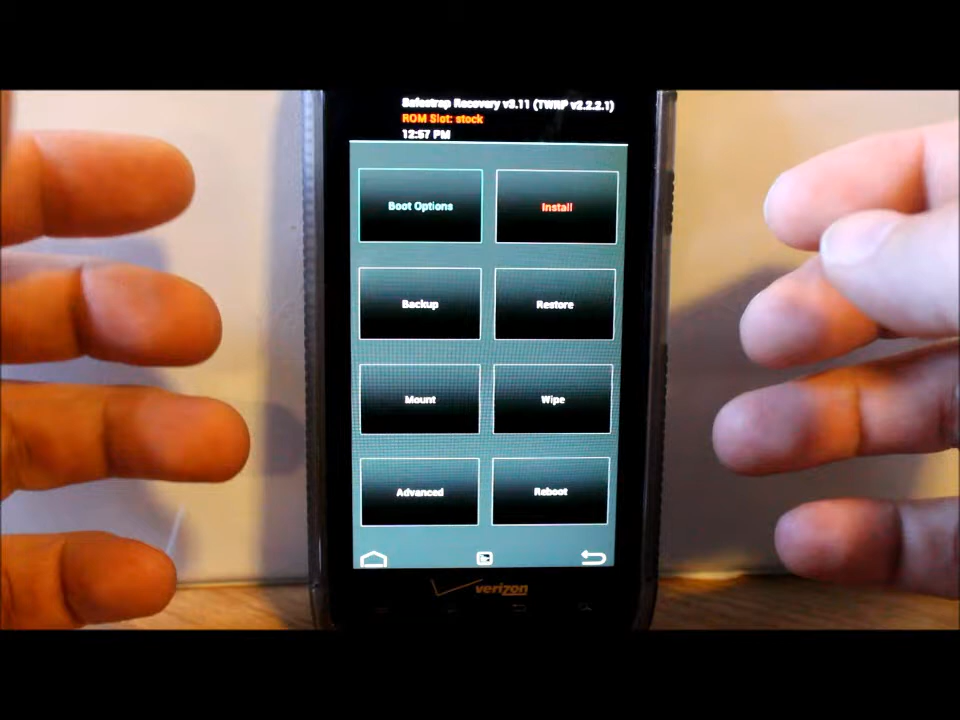 Safestrap Recovery v3.11 (TWRP v2.2.2.1)
ROM Slot: stock
12:57 PM
Boot Options
Install
Backup
Restore
Mount
Wipe
Advanced
Reboot
verizon